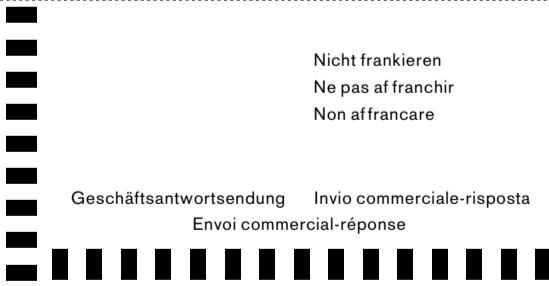 Nicht frankieren
Ne pas affranchir
Non affrancare
Geschäftsantwortsendung Invio commerciale-risposta
Envoi commercial-réponse